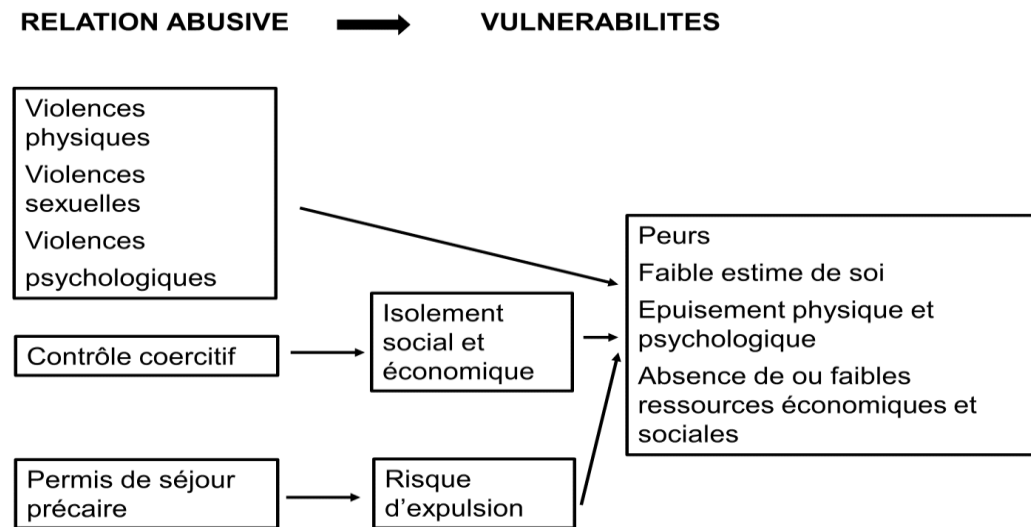 RELATION ABUSIVE
VULNERABILITES
Violences
physiques
Violences
sexuelles
Violences
psychologiques
Contrôle coercitif
Isolement
social et
économique
Permis de séjour
précaire
Risque
d'expulsion
Peurs
Faible estime de soi
Epuisement physique et
psychologique
Absence de ou faibles
ressources économiques et
sociales